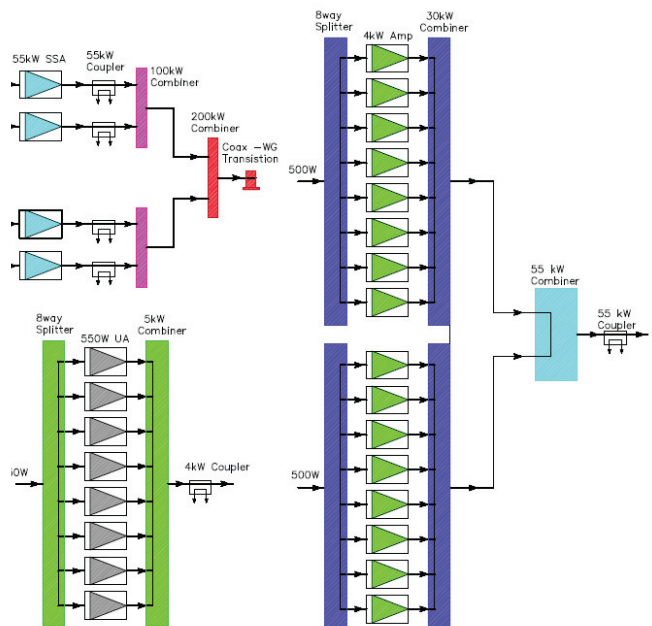 55kW SSA
55kW
Coupler
100kW
Combiner
200kW
Combiner
Coax –WG
Transistion
8way
Splitter
4kW Amp
30kW
Combiner
500W
500W
55 kW
Combiner
55 kW
Coupler
8way
Splitter
550W UA
5kW
Combiner
4kW Coupler